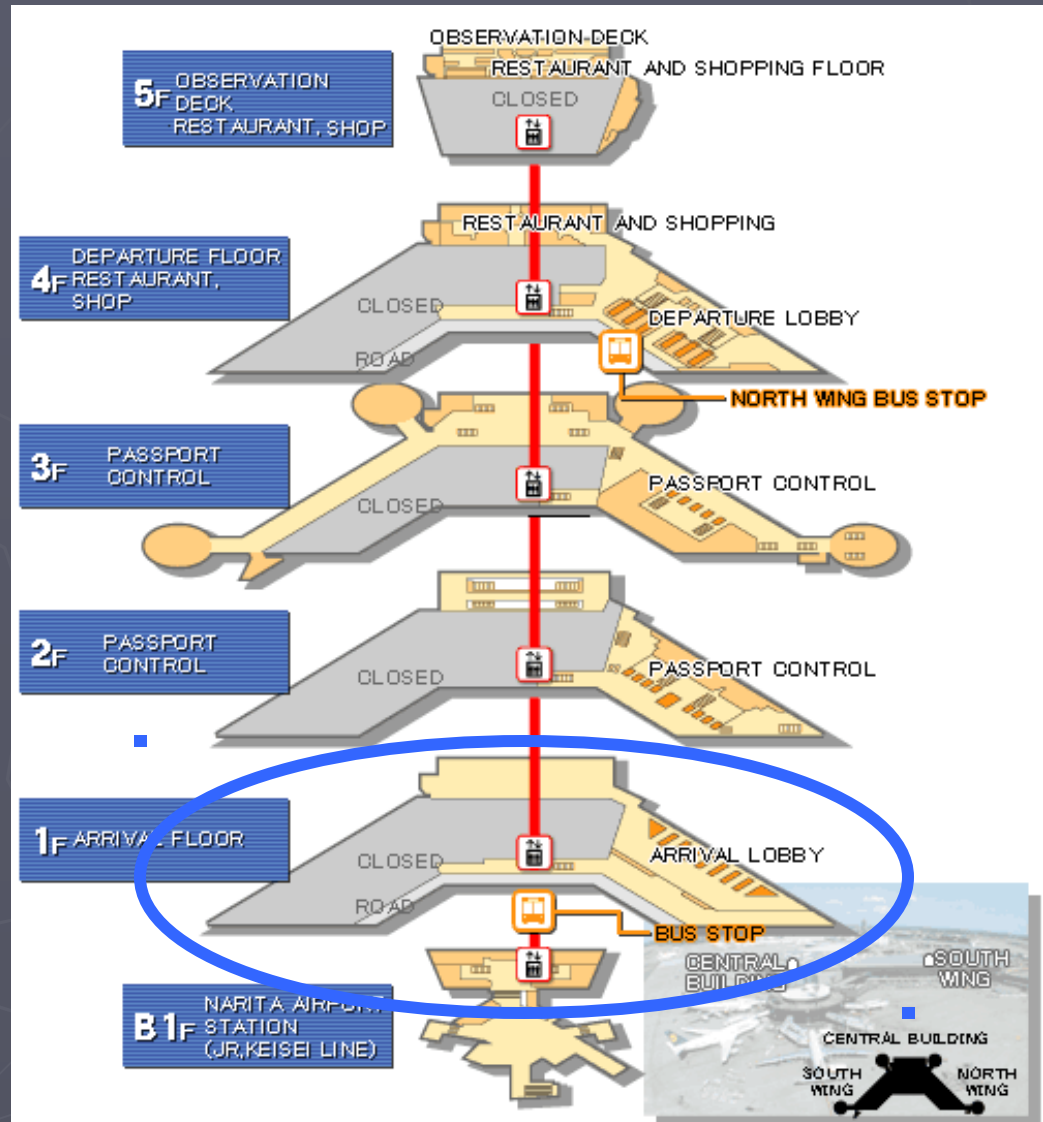 OBSERVATION DECK
RESTAURANT AND SHOPPING FLOOR
CLOSED
5F OBSERVATION
DECK
RESTAURANT, SHOP
RESTAURANT AND SHOPPING
4F DEPARTURE FLOOR
RESTAURANT,
SHOP
CLOSED
DEPARTURE LOBBY
ROAD
NORTH WING BUS STOP
3F PASSPORT
CONTROL
PASSPORT CONTROL
CLOSED
2F PASSPORT
CONTROL
PASSPORT CONTROL
CLOSED
1F ARRIVAL FLOOR
ARRIVAL LOBBY
CLOSED
ROAD
BUS STOP
B1F NARITA AIRPORT
STATION
(JR,KEISEI LINE)
CENTRAL
BUILDING
SOUTH
WING
CENTRAL BUILDING
SOUTH
WING
NORTH
WING